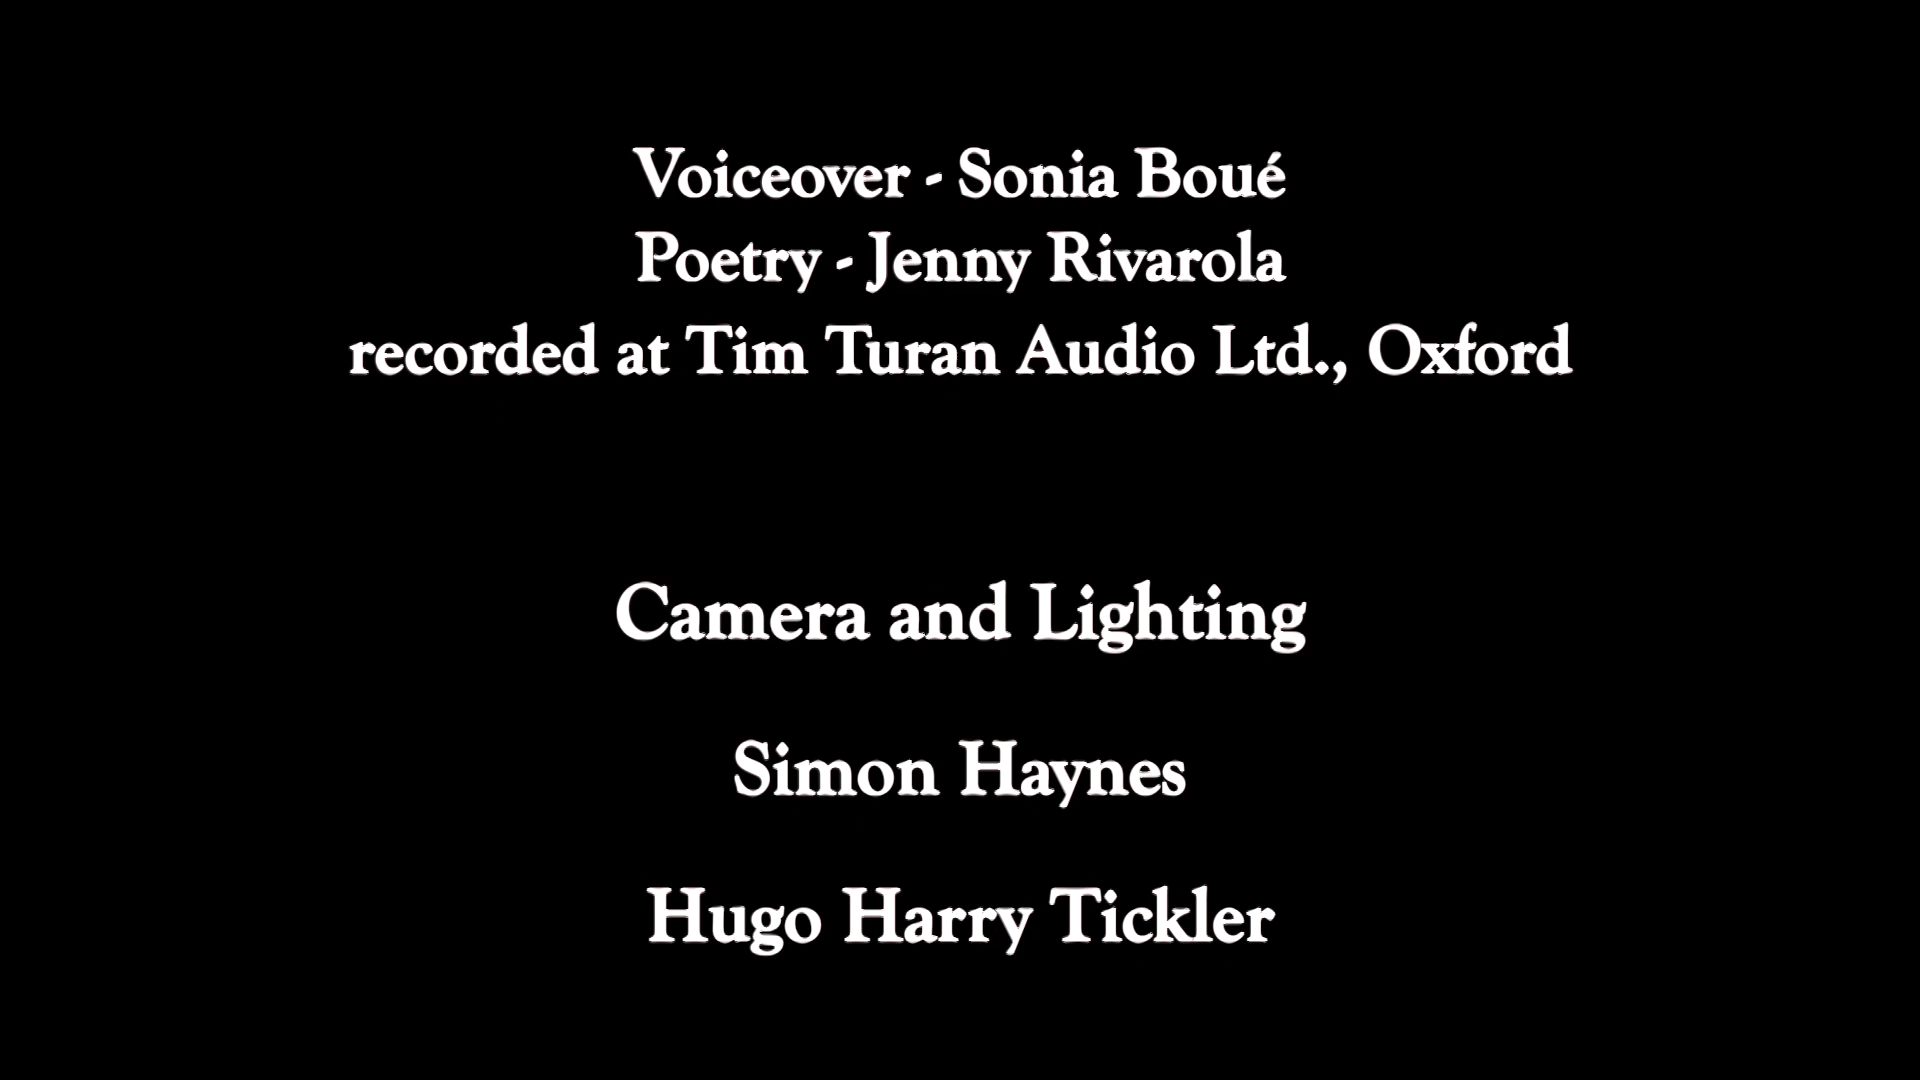 Voiceover - Sonia Boué
Poetry - Jenny Rivarola
recorded at Tim Turan Audio Ltd., Oxford
Camera and Lighting
Simon Haynes
Hugo Harry Tickler